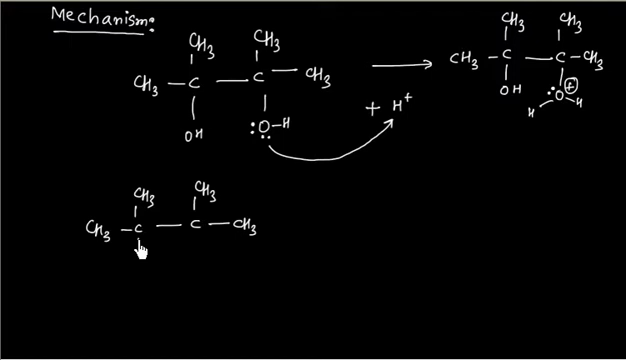 Mechanism:
CH3 CH3 CH3 CH3
CH3 – C — C – CH3 CH3 – C — C – CH3
OH :O–H + H+ OH :O+ H H
CH3 CH3
CH3 – C — C – CH3